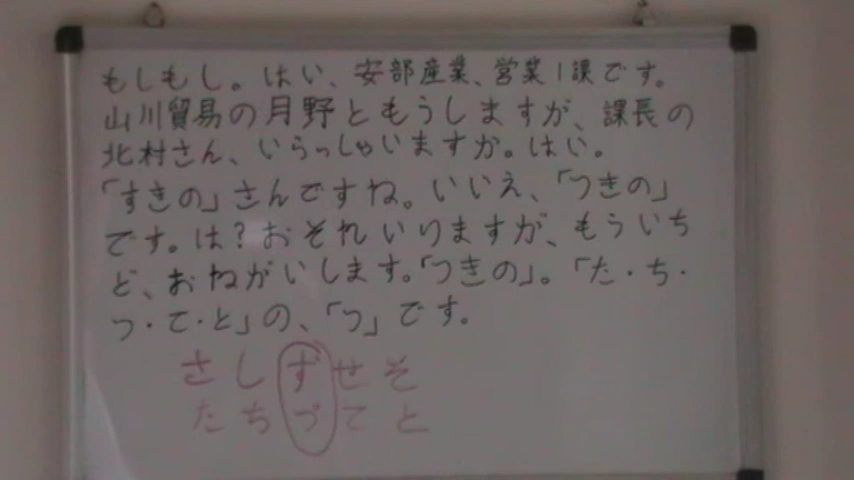 もしもし。はい、安部産業、営業1課です。
山川貿易の月野ともうしますが、課長の
北村さん、いらっしゃいますか。はい。
「すきの」さんですね。いいえ、「つきの」
です。は?おそれいりますが、もういち
ど、おねがいします。「つきの」。「た・ち・
つ・て・と」の、「つ」です。
さしずせそ
たちづてと